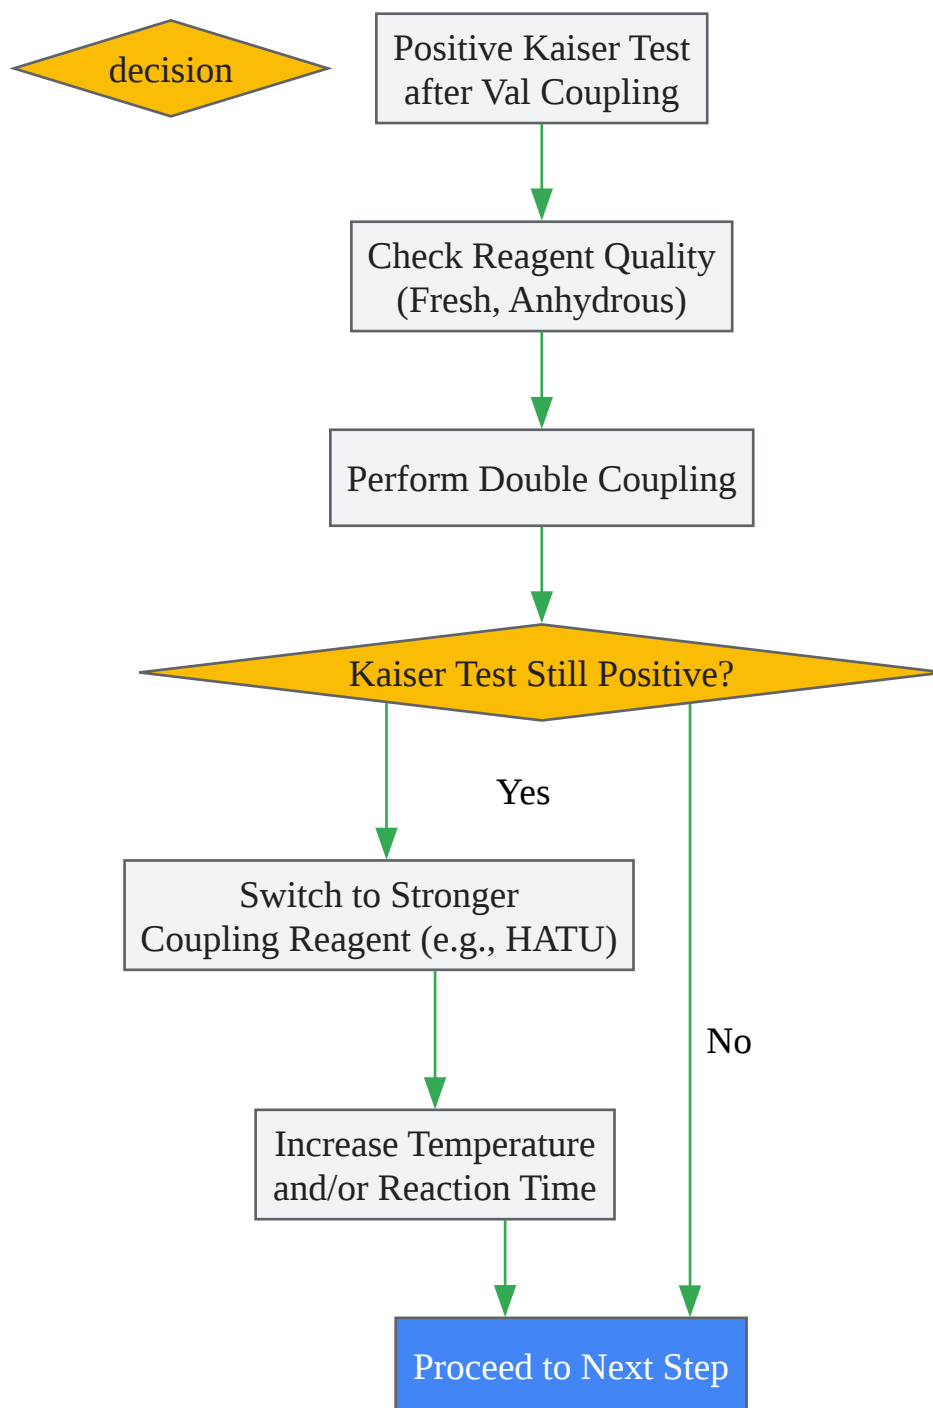 decision
Positive Kaiser Test
after Val Coupling
Check Reagent Quality
(Fresh, Anhydrous)
Perform Double Coupling
Kaiser Test Still Positive?
Yes
Switch to Stronger
Coupling Reagent (e.g., HATU)
No
Increase Temperature
and/or Reaction Time
Proceed to Next Step